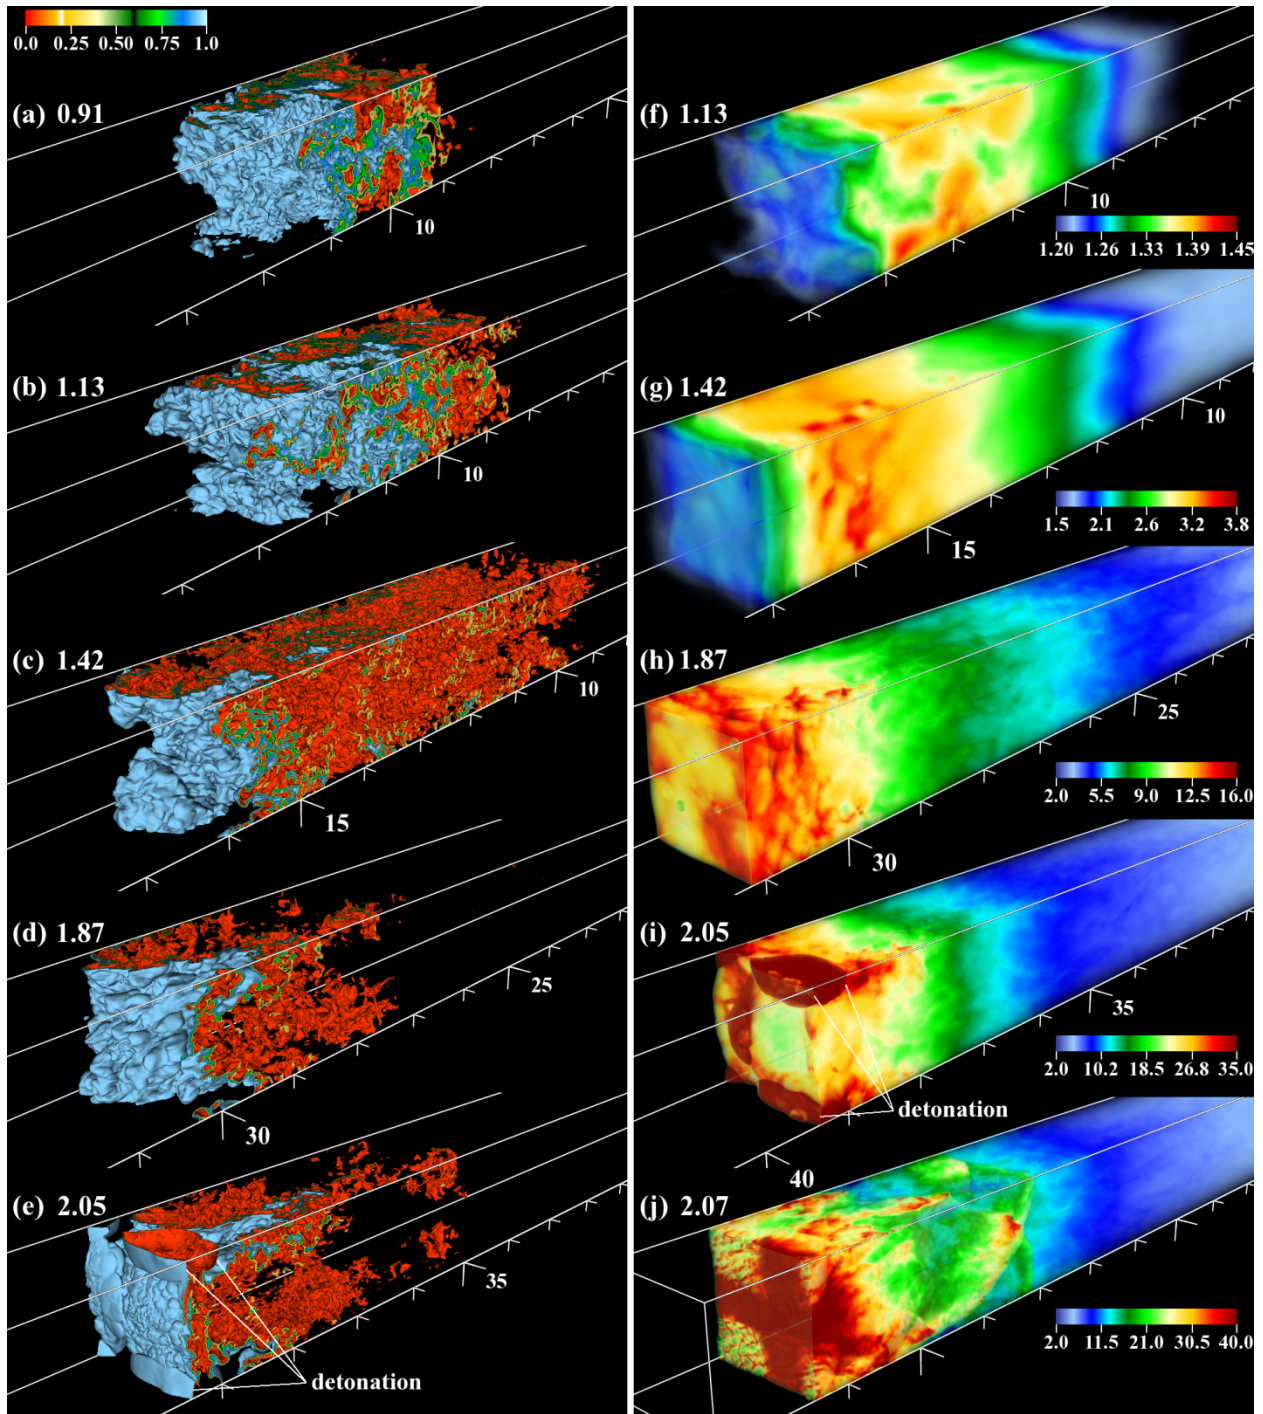 0.0 0.25 0.50 0.75 1.0
(a) 0.91
10
(b) 1.13
10
(c) 1.42
10
15
(d) 1.87
25
30
(e) 2.05
35
detonation
(f) 1.13
10
1.20 1.26 1.33 1.39 1.45
(g) 1.42
10
1.5 2.1 2.6 3.2 3.8
15
(h) 1.87
25
2.0 5.5 9.0 12.5 16.0
30
(i) 2.05
35
2.0 10.2 18.5 26.8 35.0
detonation
40
(j) 2.07
2.0 11.5 21.0 30.5 40.0